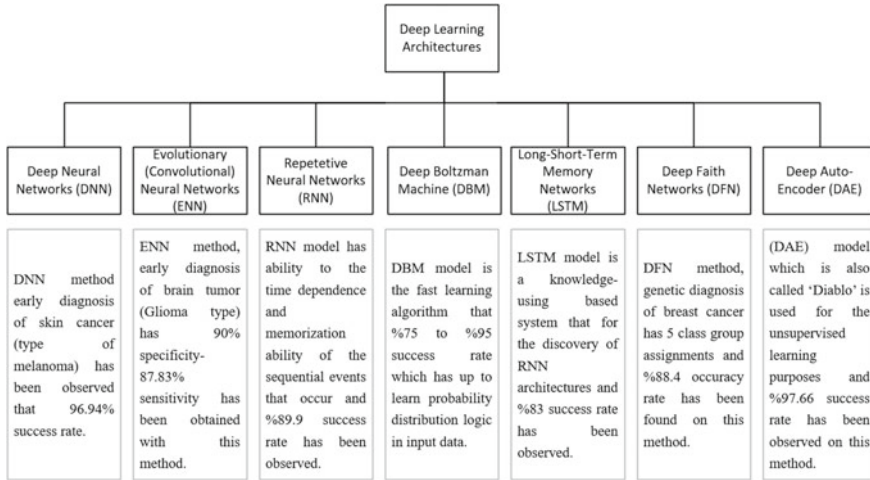 Deep Learning
Architectures
Deep Neural
Networks (DNN)
Evolutionary
(Convolutional)
Neural Networks
(ENN)
Repetetive
Neural Networks
(RNN)
Deep Boltzman
Machine (DBM)
Long-Short-Term
Memory
Networks
(LSTM)
Deep Faith
Networks (DFN)
Deep Auto-
Encoder (DAE)
DNN method
early diagnosis
of skin cancer
(type of
melanoma) has
been observed
that 96.94%
success rate.
ENN method,
early diagnosis
of brain tumor
(Glioma type)
has 90%
specificity-
87.83%
sensitivity has
been obtained
with this
method.
RNN model has
ability to the
time dependence
and
memorization
ability of the
sequential events
that occur and
%89.9 success
rate has been
observed.
DBM model is
the fast learning
algorithm that
%75 to %95
success rate
which has up to
learn probability
distribution logic
in input data.
LSTM model is
a knowledge-
using based
system that for
the discovery of
RNN
architectures and
%83 success rate
has been
observed.
DFN method,
genetic diagnosis
of breast cancer
has 5 class group
assignments and
%88.4 occuracy
rate has been
found on this
method.
(DAE) model
which is also
called ‘Diablo’ is
used for the
unsupervised
learning
purposes and
%97.66 success
rate has been
observed on this
method.